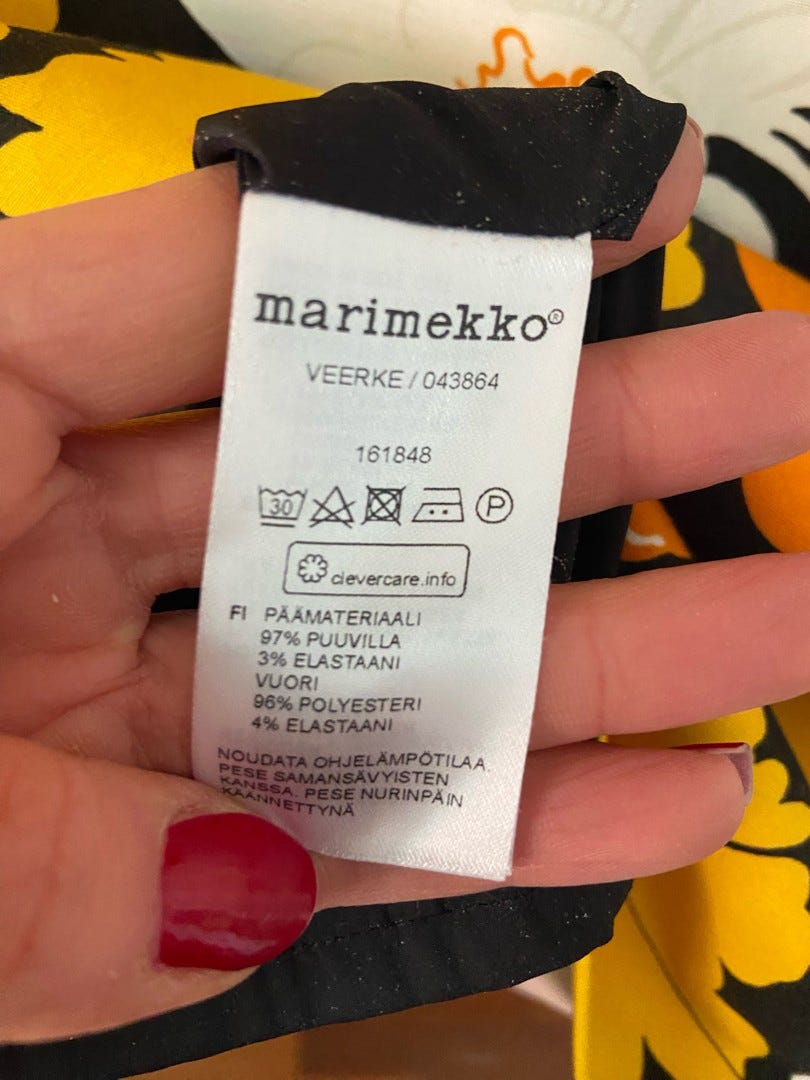 marimekko®
VEERKE / 043864
161848
30 P
clevercare.info
FI PÄÄMATERIAALI
97% PUUVILLA
3% ELASTAANI
VUORI
96% POLYESTERI
4% ELASTAANI
NOUDATA OHJELÄMPÖTILAA.
PESE SAMANSÄVYISTEN
KANSSA. PESE NURINPÄIN
KÄÄNNETTYNÄ